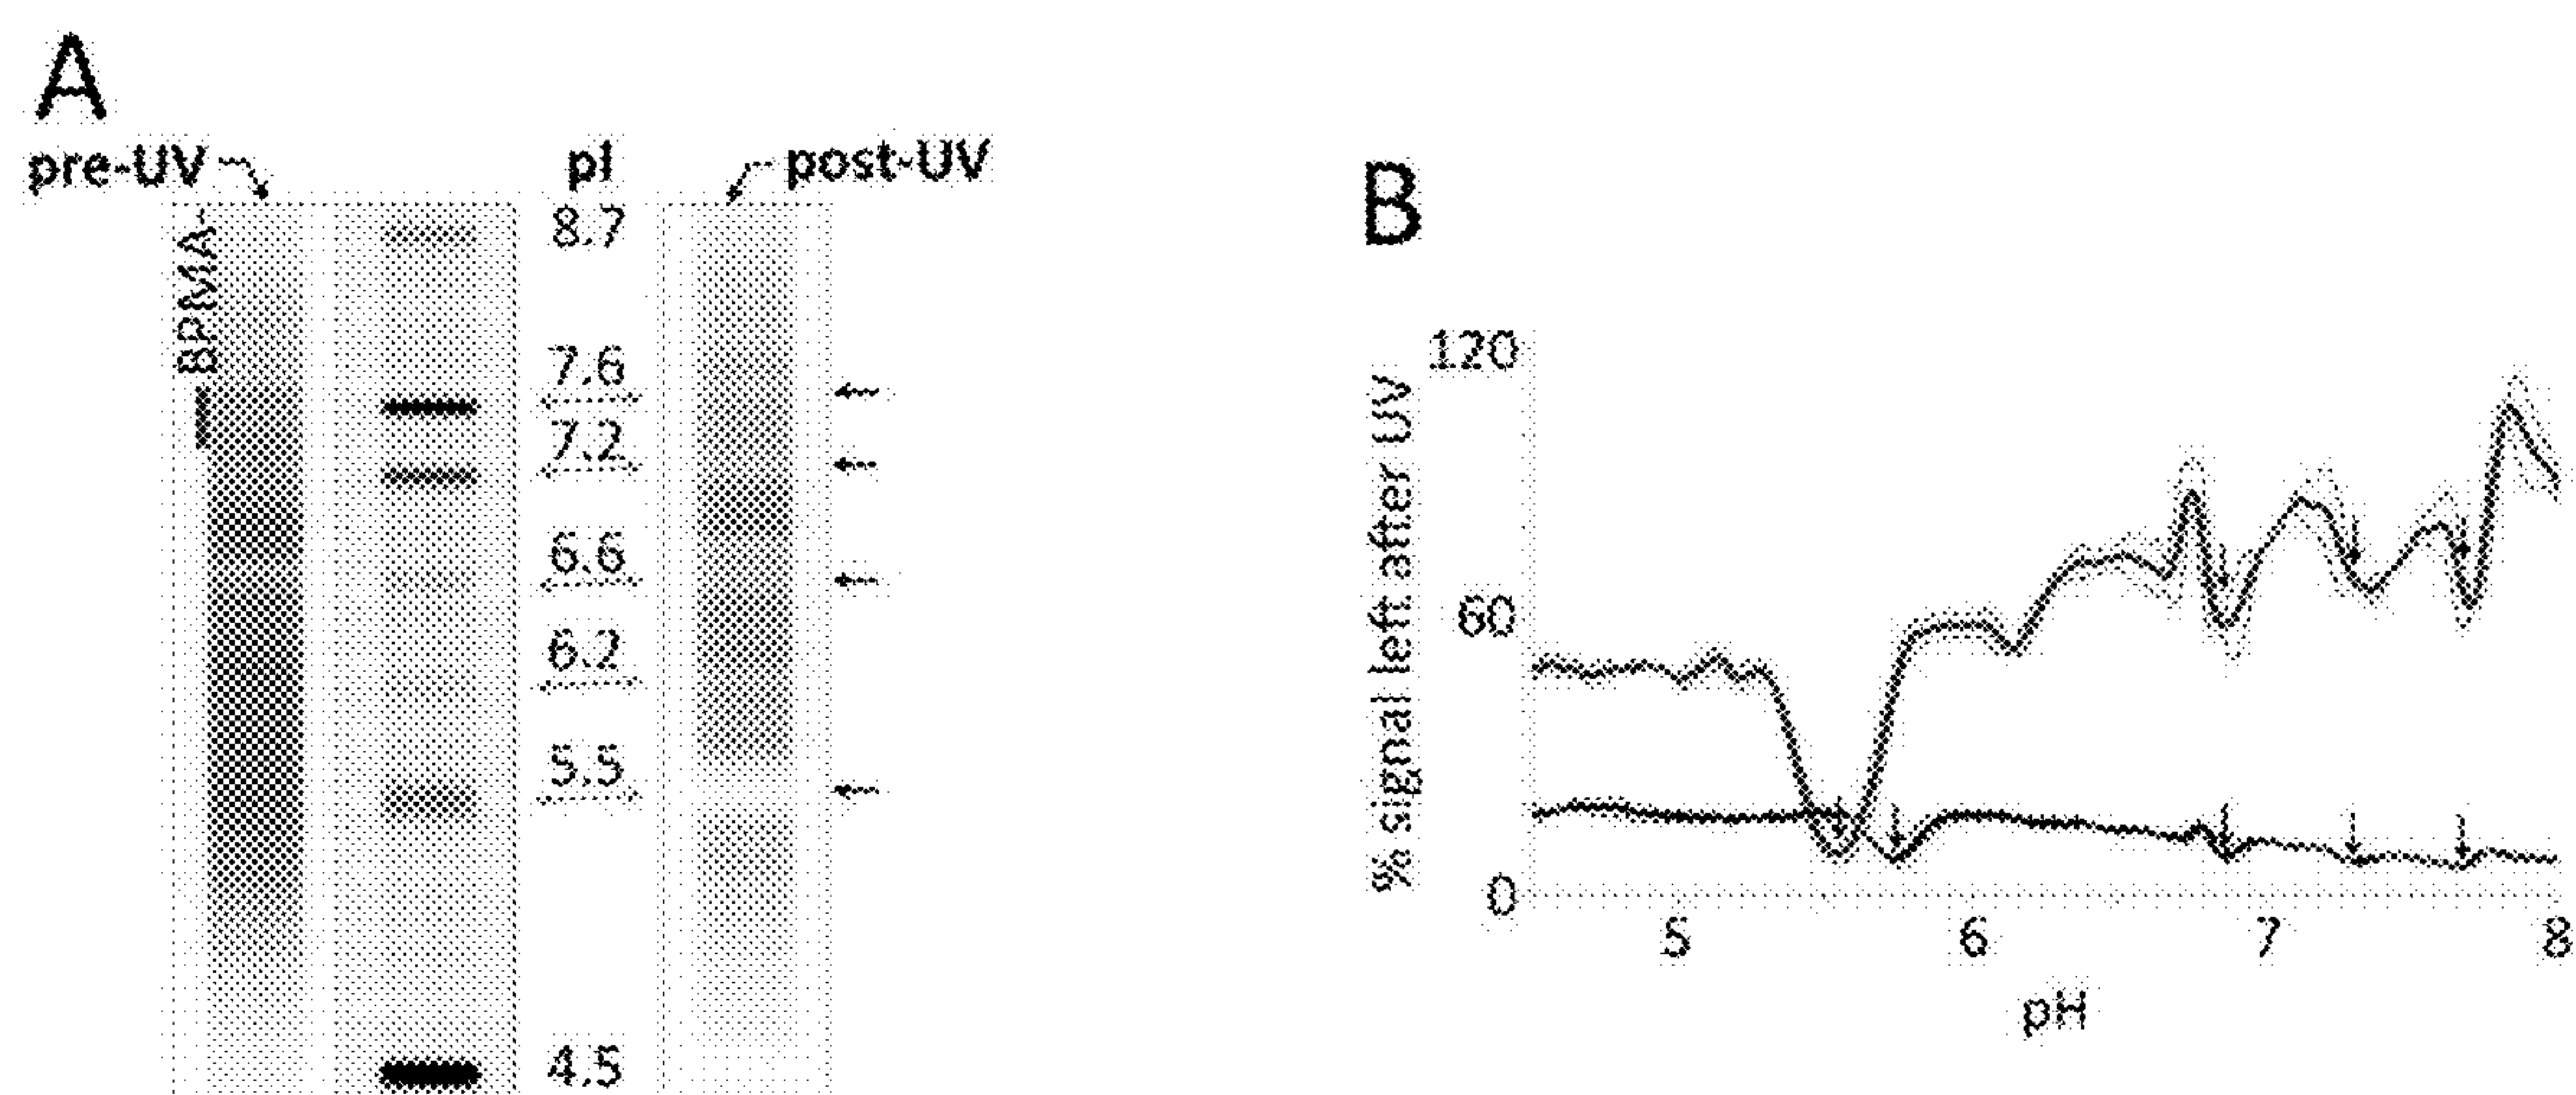 A
pre-UV
pI
post-UV
BPMA
8.7
7.6
7.2
6.6
6.2
5.5
4.5
B
% signal left after UV
120
60
0
5 6 7 8
pH